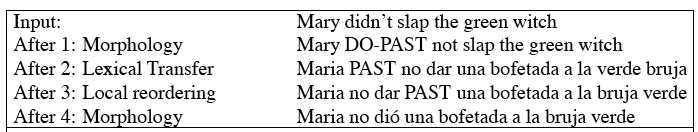 Input: Mary didn't slap the green witch
After 1: Morphology Mary DO-PAST not slap the green witch
After 2: Lexical Transfer Maria PAST no dar una bofetada a la verde bruja
After 3: Local reordering Maria no dar PAST una bofetada a la bruja verde
After 4: Morphology Maria no dió una bofetada a la bruja verde